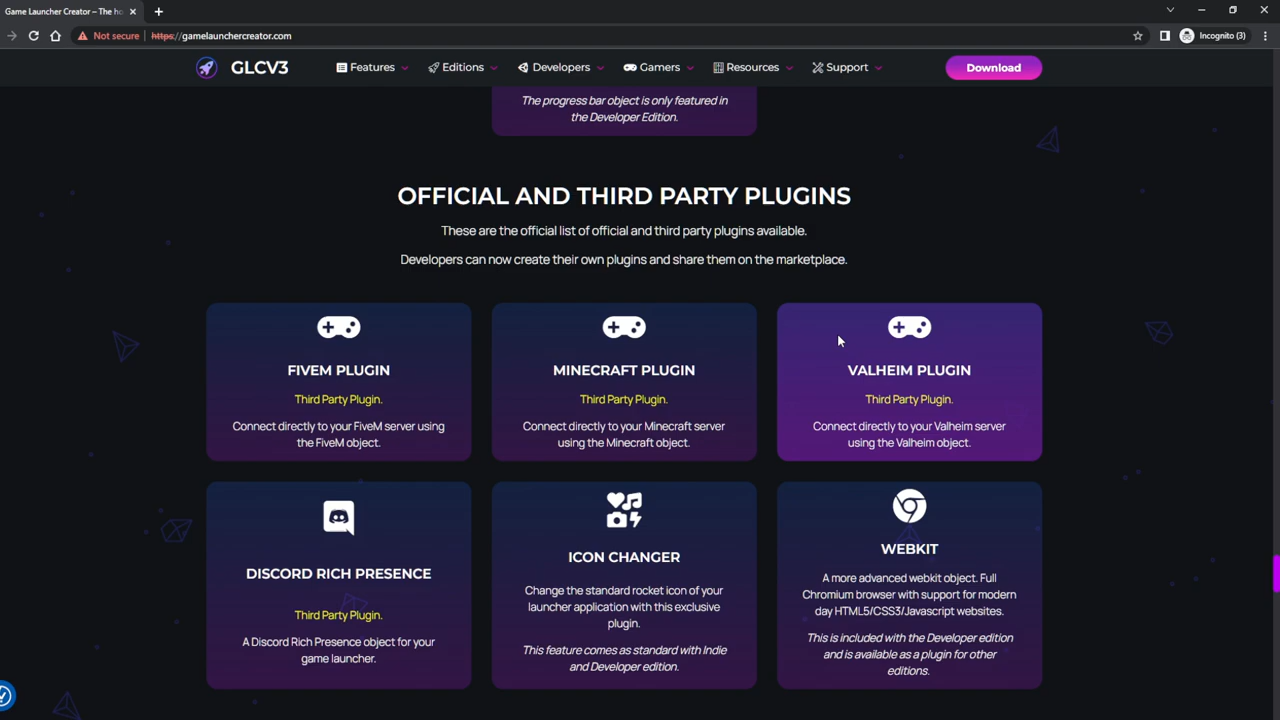 Game Launcher Creator – The ho
Not secure
https://gamelaunchercreator.com
Incognito (3)
GLCV3
Features
Editions
Developers
Gamers
Resources
Support
Download
The progress bar object is only featured in
the Developer Edition.
OFFICIAL AND THIRD PARTY PLUGINS
These are the official list of official and third party plugins available.
Developers can now create their own plugins and share them on the marketplace.
FIVEM PLUGIN
Third Party Plugin.
Connect directly to your FiveM server using
the FiveM object.
MINECRAFT PLUGIN
Third Party Plugin.
Connect directly to your Minecraft server
using the Minecraft object.
VALHEIM PLUGIN
Third Party Plugin.
Connect directly to your Valheim server
using the Valheim object.
DISCORD RICH PRESENCE
Third Party Plugin.
A Discord Rich Presence object for your
game launcher.
ICON CHANGER
Change the standard rocket icon of your
launcher application with this exclusive
plugin.
This feature comes as standard with Indie
and Developer edition.
WEBKIT
A more advanced webkit object. Full
Chromium browser with support for modern
day HTML5/CSS3/Javascript websites.
This is included with the Developer edition
and is available as a plugin for other
editions.